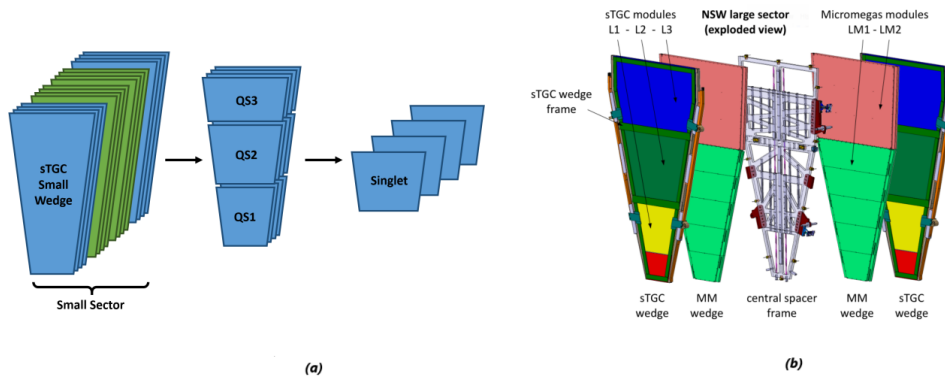 sTGC
Small
Wedge
Small Sector
QS3
QS2
QS1
Singlet
(a)
sTGC modules
L1 - L2 - L3
NSW large sector
(exploded view)
Micromegas modules
LM1 - LM2
sTGC wedge
frame
sTGC
wedge
MM
wedge
central spacer
frame
MM
wedge
sTGC
wedge
(b)